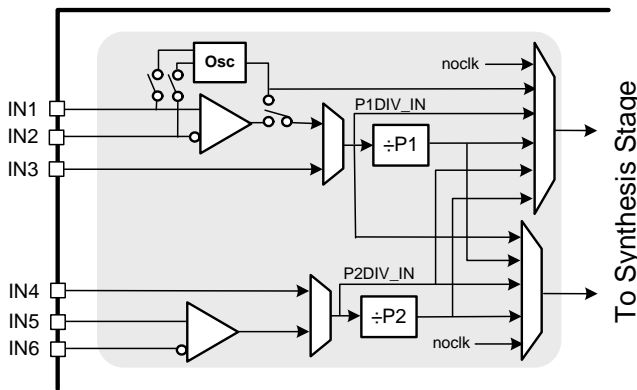 Osc
noclk
IN1
P1DIV_IN
IN2
÷P1
IN3
To Synthesis Stage
P2DIV_IN
IN4
IN5
÷P2
IN6
noclk